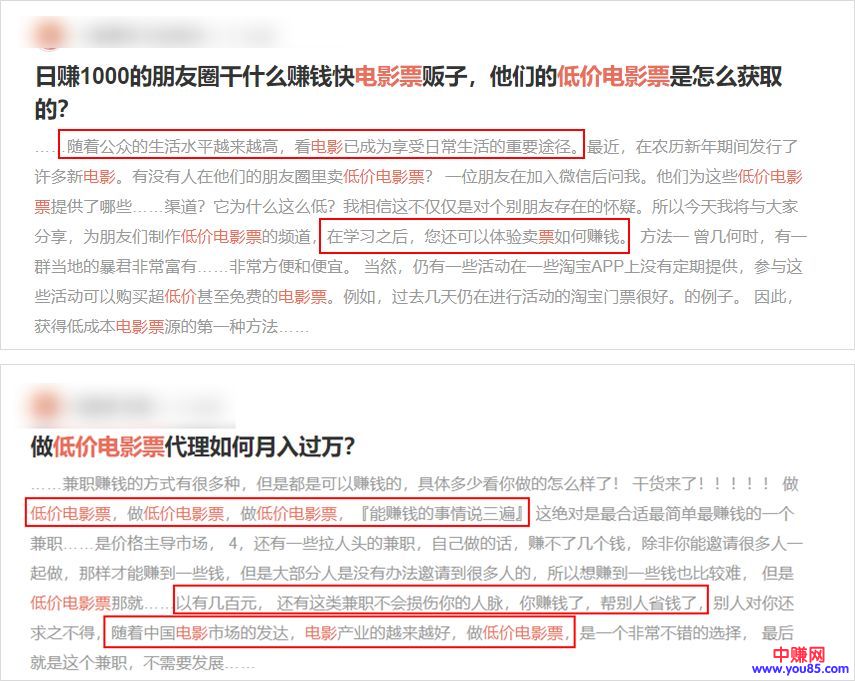 日赚1000的朋友圈干什么赚钱快电影票贩子，他们的低价电影票是怎么获取
的？
……随着公众的生活水平越来越高，看电影已成为享受日常生活的重要途径。最近，在农历新年期间发行了
许多新电影。有没有人在他们的朋友圈里卖低价电影票？ 一位朋友在加入微信后问我。他们为这些低价电影
票提供了哪些……渠道？它为什么这么低？我相信这不仅仅是对个别朋友存在的怀疑。所以今天我将与大家
分享，为朋友们制作低价电影票的频道，在学习之后，您还可以体验卖票如何赚钱。 方法一 曾几何时，有一
群当地的暴君非常富有……非常方便和便宜。 当然，仍有一些活动在一些淘宝APP上没有定期提供，参与这
些活动可以购买超低价甚至免费的电影票。例如，过去几天仍在进行活动的淘宝门票很好。的例子。 因此，
获得低成本电影票源的第一种方法……
做低价电影票代理如何月入过万？
……兼职赚钱的方式有很多种，但是都是可以赚钱的，具体多少看你做的怎么样了！ 干货来了！！！！！ 做
低价电影票，做低价电影票，做低价电影票，『能赚钱的事情说三遍』 这绝对是最合适最简单最赚钱的一个
兼职……是价格主导市场， 4，还有一些拉人头的兼职，自己做的话，赚不了几个钱，除非你能邀请很多人一
起做，那样才能赚到一些钱，但是大部分人是没有办法邀请到很多人的，所以想赚到一些钱也比较难， 但是
低价电影票那就……以有几百元， 还有这类兼职不会损伤你的人脉，你赚钱了，帮别人省钱了，别人对你还
求之不得， 随着中国电影市场的发达，电影产业的越来越好，做低价电影票， 是一个非常不错的选择， 最后
就是这个兼职，不需要发展……
中赚网
www.you85.com